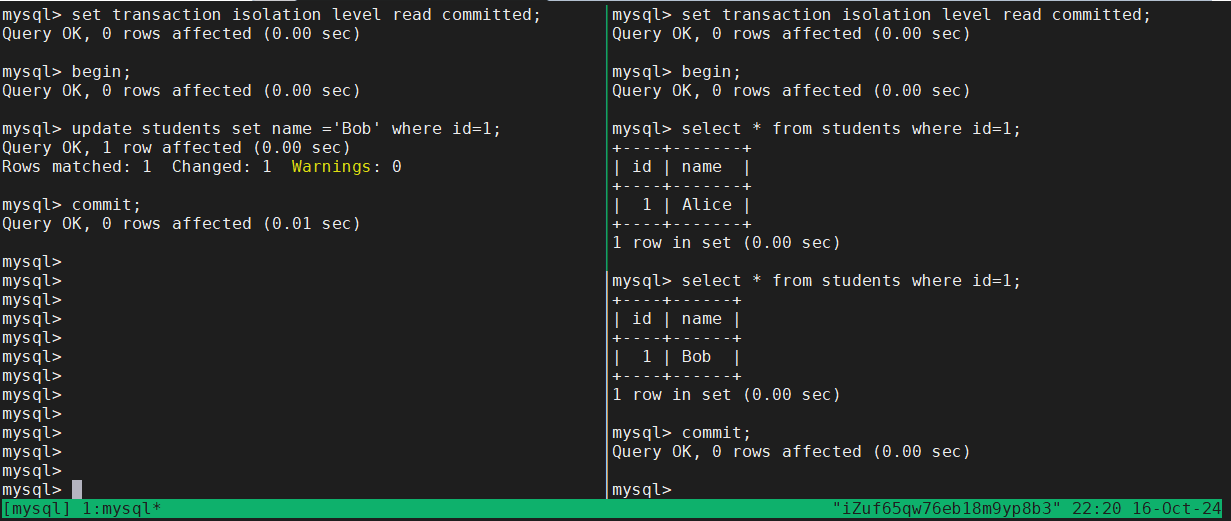 mysql> set transaction isolation level read committed;
Query OK, 0 rows affected (0.00 sec)
mysql> begin;
Query OK, 0 rows affected (0.00 sec)
mysql> update students set name ='Bob' where id=1;
Query OK, 1 row affected (0.00 sec)
Rows matched: 1  Changed: 1  Warnings: 0
mysql> commit;
Query OK, 0 rows affected (0.01 sec)
mysql>
mysql>
mysql>
mysql>
mysql>
mysql>
mysql>
mysql>
mysql>
mysql>
mysql>
mysql>
mysql>
mysql> set transaction isolation level read committed;
Query OK, 0 rows affected (0.00 sec)
mysql> begin;
Query OK, 0 rows affected (0.00 sec)
mysql> select * from students where id=1;
+----+-------+
| id | name  |
+----+-------+
|  1 | Alice |
+----+-------+
1 row in set (0.00 sec)
mysql> select * from students where id=1;
+----+------+
| id | name |
+----+------+
|  1 | Bob  |
+----+------+
1 row in set (0.00 sec)
mysql> commit;
Query OK, 0 rows affected (0.00 sec)
mysql>
[mysql] 1:mysql* "iZuf65qw76eb18m9yp8b3" 22:20 16-Oct-24